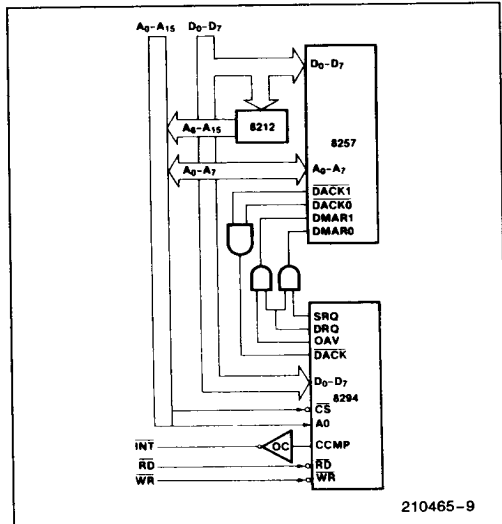 A0-A15 D0-D7
D0-D7
A8-A15 8212
8257
A0-A7 A0-A7
DACK1
DACK0
DMAR1
DMAR0
SRQ
DRQ
OAV
DACK
D0-D7
8294
CS
A0
INT OC CCMP
RD RD
WR WR
210465-9